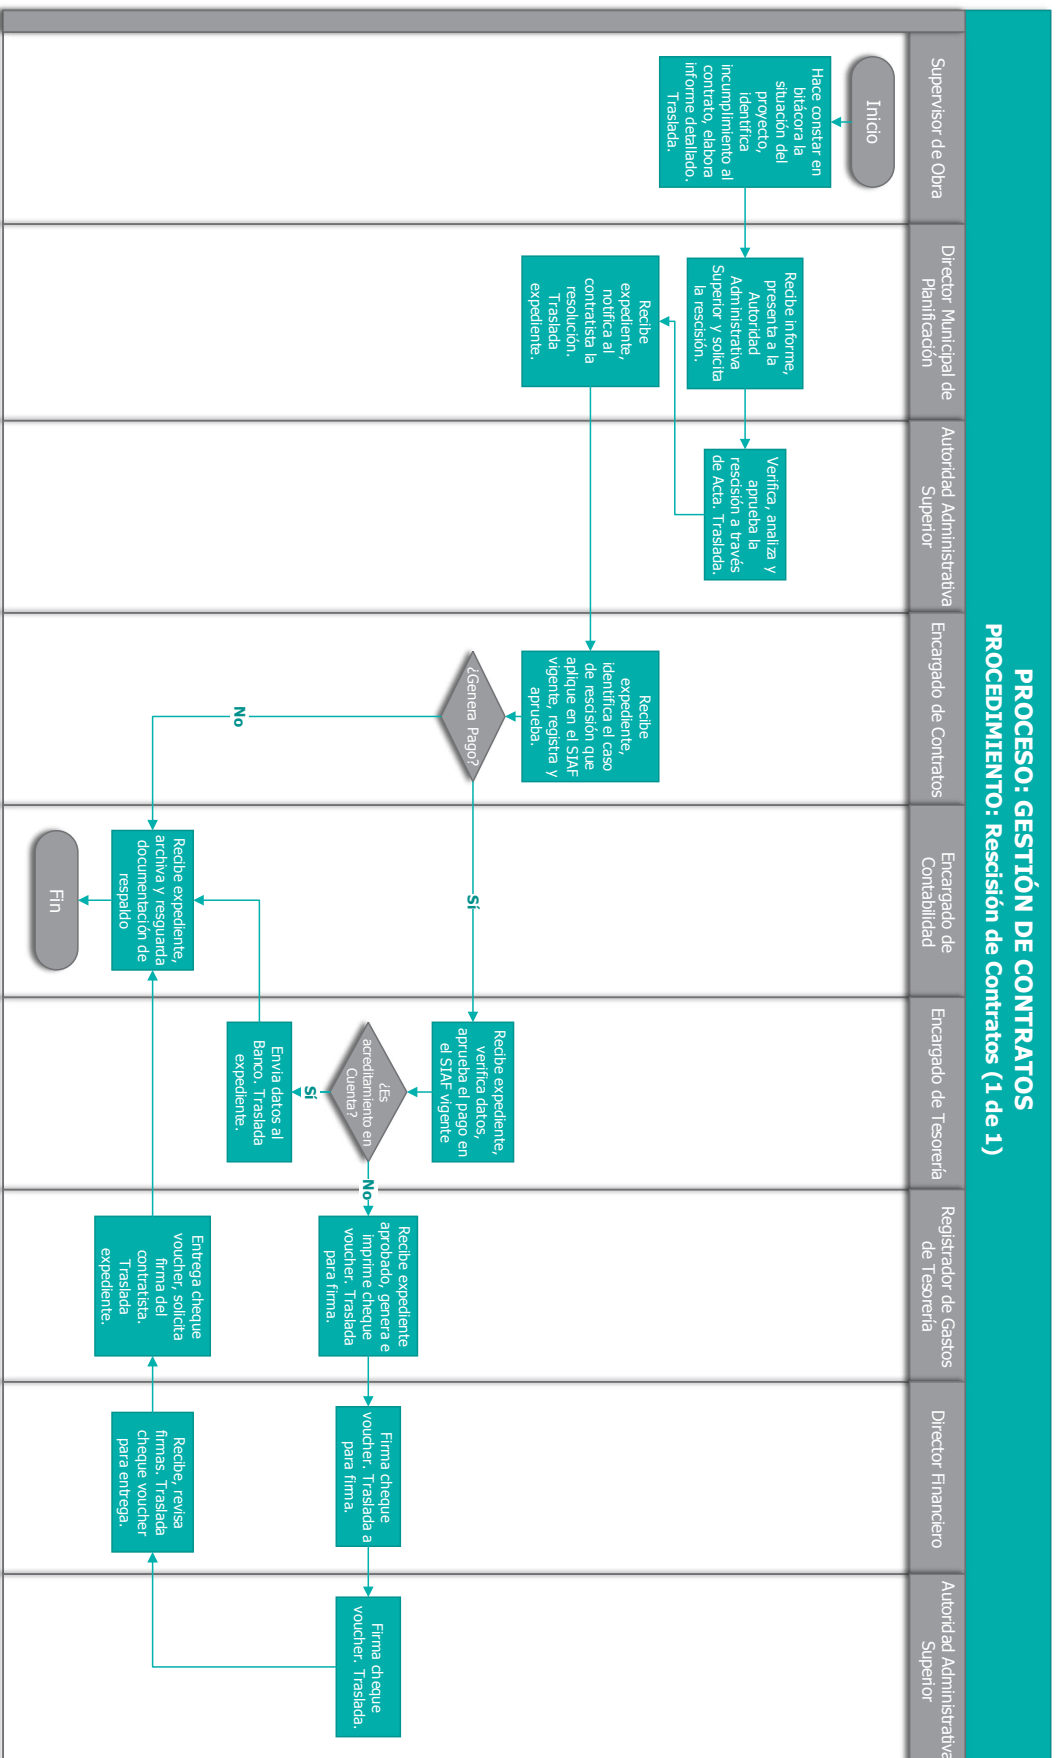 PROCESO: GESTIÓN DE CONTRATOS
PROCEDIMIENTO: Rescisión de Contratos (1 de 1)
Supervisor de Obra
Director Municipal de
Planificación
Autoridad Administrativa
Superior
Encargado de Contratos
Encargado de
Contabilidad
Encargado de Tesorería
Registrador de Gastos
de Tesorería
Director Financiero
Autoridad Administrativa
Superior
Inicio
Hace constar en
bitácora la
situación del
proyecto,
identifica
incumplimiento al
contrato, elabora
informe detallado.
Traslada.
Recibe informe,
presenta a la
Autoridad
Administrativa
Superior y solicita
la rescisión.
Verifica, analiza y
aprueba la
rescisión a través
de Acta. Traslada.
Recibe
expediente,
notifica al
contratista la
resolución.
Traslada
expediente.
Recibe
expediente,
identifica el caso
de rescisión que
aplique en el SIAF
vigente, registra y
aprueba.
¿Genera Pago?
Sí
No
Recibe expediente,
verifica datos,
aprueba el pago en
el SIAF vigente
¿Es
acreditamiento en
Cuenta?
No
Sí
Recibe expediente
aprobado, genera e
imprime cheque
voucher. Traslada
para firma.
Firma cheque
voucher. Traslada a
para firma.
Firma cheque
voucher. Traslada.
Envia datos al
Banco. Traslada
expediente.
Recibe, revisa
firmas. Traslada
cheque voucher
para entrega.
Entrega cheque
voucher, solicita
firma del
contratista.
Traslada
expediente.
Recibe expediente,
archiva y resguarda
documentación de
respaldo
Fin